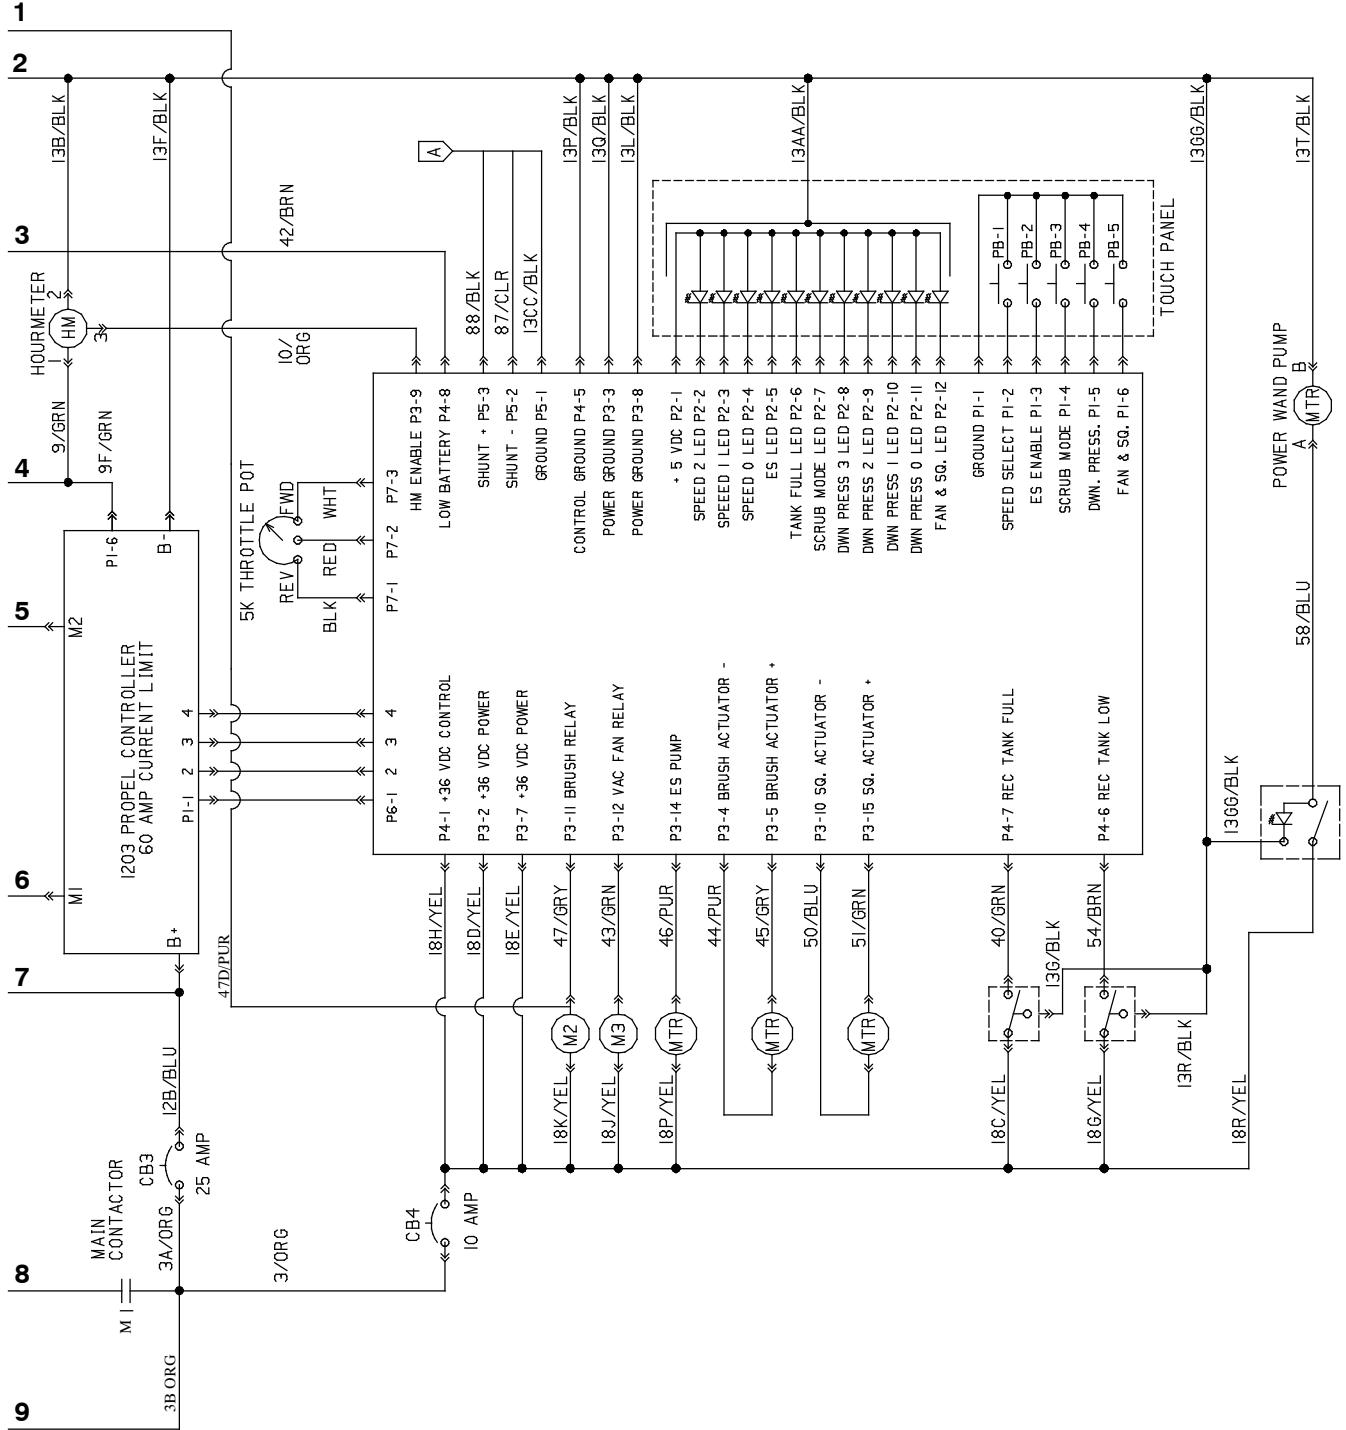 1
2
3
4
5
6
7
8
9
13B/BLK
13F/BLK
42/BRN
A
88/BLK
87/CLR
13CC/BLK
13P/BLK
13Q/BLK
13L/BLK
13AA/BLK
13GG/BLK
13T/BLK
HOURMETER
HM
1
2
3
9/GRN
9F/GRN
10/
ORG
TOUCH PANEL
PB-1
PB-2
PB-3
PB-4
PB-5
POWER WAND PUMP
MTR
A
B
58/BLU
P1-6
B-
M2
1203 PROPEL CONTROLLER
60 AMP CURRENT LIMIT
4
3
2
P1-1
M1
B+
5K THROTTLE POT
FWD
REV
WHT
RED
BLK
P7-3
P7-2
P7-1
4
3
2
P6-1
HM ENABLE P3-9
LOW BATTERY P4-8
SHUNT + P5-3
SHUNT - P5-2
GROUND P5-1
CONTROL GROUND P4-5
POWER GROUND P3-3
POWER GROUND P3-8
+ 5 VDC P2-1
SPEED 2 LED P2-2
SPEED 1 LED P2-3
SPEED 0 LED P2-4
ES LED P2-5
TANK FULL LED P2-6
SCRUB MODE LED P2-7
DWN PRESS 3 LED P2-8
DWN PRESS 2 LED P2-9
DWN PRESS 1 LED P2-10
DWN PRESS 0 LED P2-11
FAN & SQ. LED P2-12
GROUND P1-1
SPEED SELECT P1-2
ES ENABLE P1-3
SCRUB MODE P1-4
DWN. PRESS. P1-5
FAN & SQ. P1-6
P4-1 +36 VDC CONTROL
P3-2 +36 VDC POWER
P3-7 +36 VDC POWER
P3-11 BRUSH RELAY
P3-12 VAC FAN RELAY
P3-14 ES PUMP
P3-4 BRUSH ACTUATOR -
P3-5 BRUSH ACTUATOR +
P3-10 SQ. ACTUATOR -
P3-15 SQ. ACTUATOR +
P4-7 REC TANK FULL
P4-6 REC TANK LOW
13GG/BLK
47D/PUR
18H/YEL
18D/YEL
18E/YEL
47/GRY
43/GRN
46/PUR
44/PUR
45/GRY
50/BLU
51/GRN
40/GRN
13G/BLK
54/BRN
M2
M3
MTR
MTR
MTR
12B/BLU
18K/YEL
18J/YEL
18P/YEL
18C/YEL
18G/YEL
13R/BLK
18R/YEL
CB3
25 AMP
MAIN
CONTACTOR
M 1
3A/ORG
3/ORG
CB4
10 AMP
3B ORG